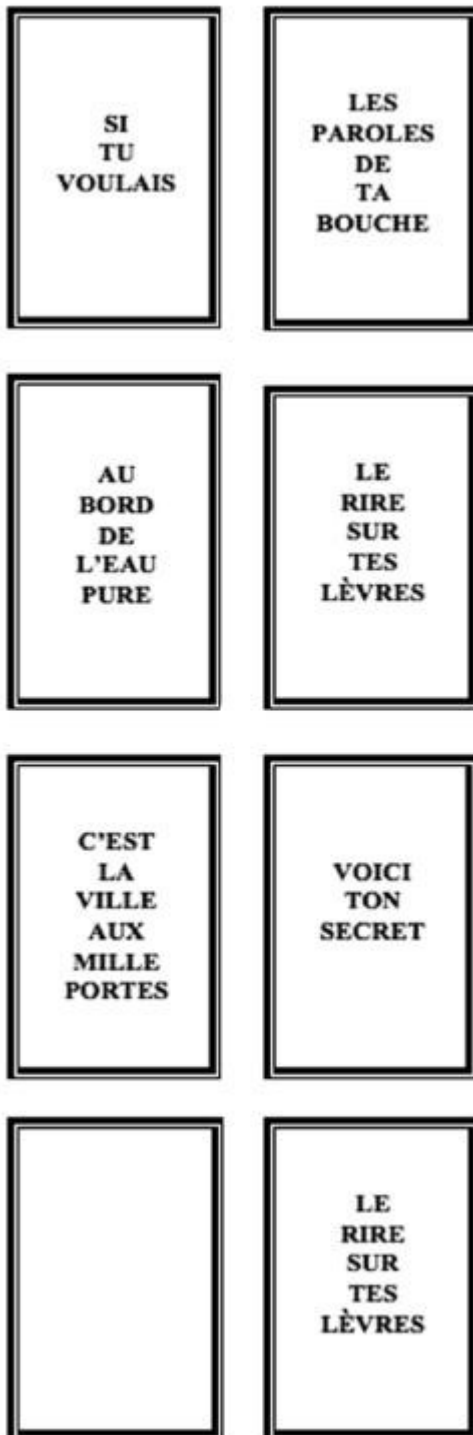 SI
TU
VOULAIS
LES
PAROLES
DE
TA
BOUCHE
AU
BORD
DE
L'EAU
PURE
LE
RIRE
SUR
TES
LÈVRES
C'EST
LA
VILLE
AUX
MILLE
PORTES
VOICI
TON
SECRET
LE
RIRE
SUR
TES
LÈVRES